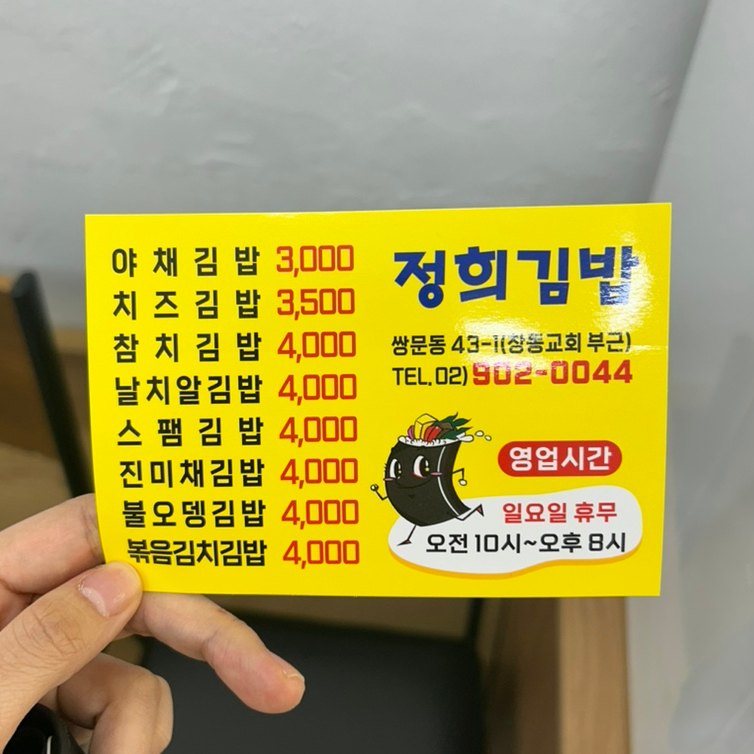 야채김밥 3,000
치즈김밥 3,500
참치김밥 4,000
날치알김밥 4,000
스팸김밥 4,000
진미채김밥 4,000
불오뎅김밥 4,000
볶음김치김밥 4,000
정희김밥
쌍문동 43-1(창동교회 부근)
TEL. 02) 902-0044
영업시간
일요일 휴무
오전 10시~오후 8시